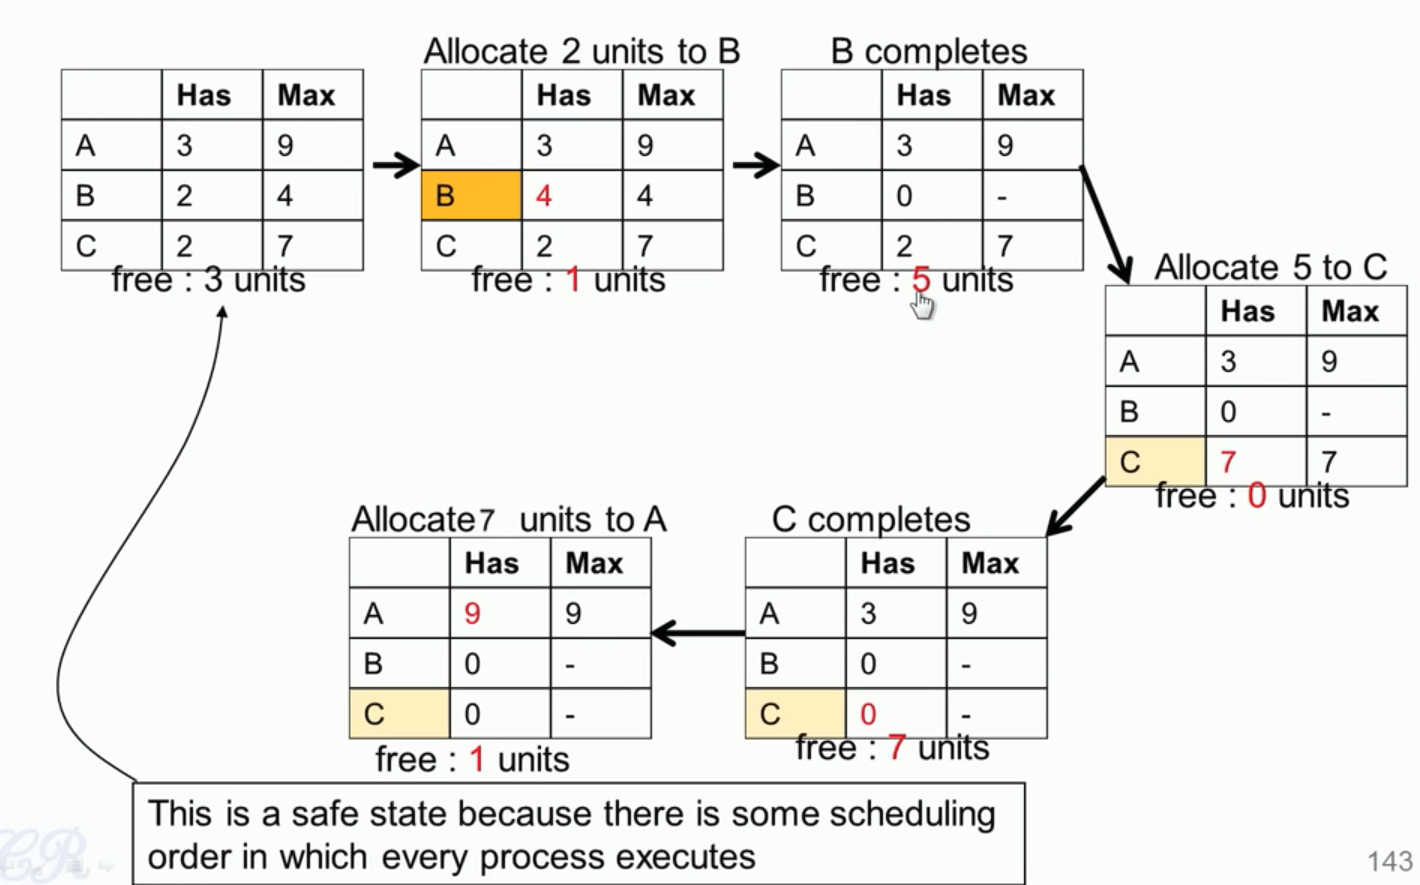 Allocate 2 units to B
B completes
Has Max
A 3 9
B 2 4
C 2 7
free : 3 units
Has Max
A 3 9
B 4 4
C 2 7
free : 1 units
Has Max
A 3 9
B 0 -
C 2 7
free : 5 units
Allocate 5 to C
Has Max
A 3 9
B 0 -
C 7 7
free : 0 units
Allocate7 units to A
Has Max
A 9 9
B 0 -
C 0 -
free : 1 units
C completes
Has Max
A 3 9
B 0 -
C 0 -
free : 7 units
This is a safe state because there is some scheduling
order in which every process executes
CR
143